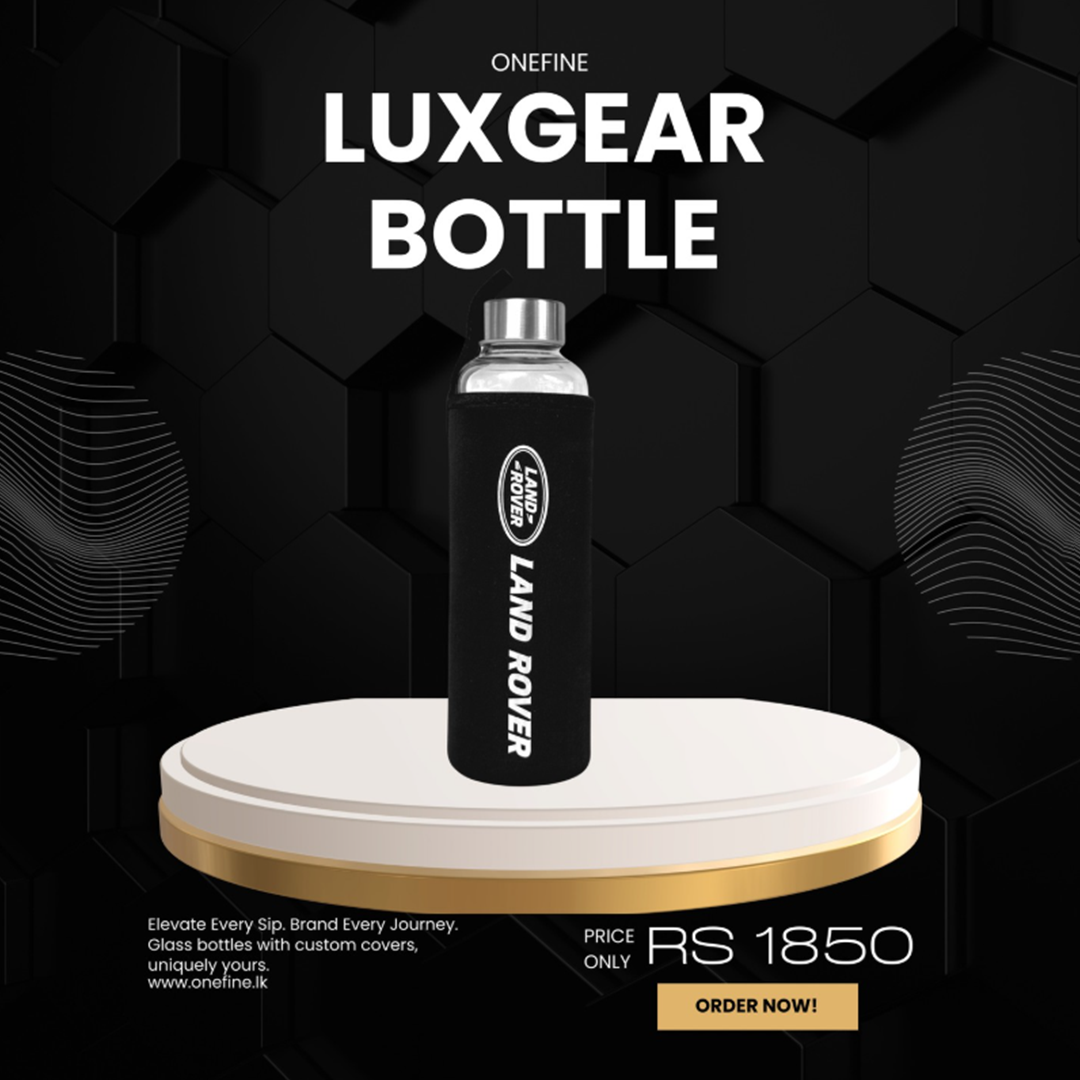 ONEFINE
LUXGEAR
BOTTLE
LAND
ROVER
LAND ROVER
Elevate Every Sip. Brand Every Journey.
Glass bottles with custom covers,
uniquely yours.
www.onefine.lk
PRICE
ONLY
RS 1850
ORDER NOW!